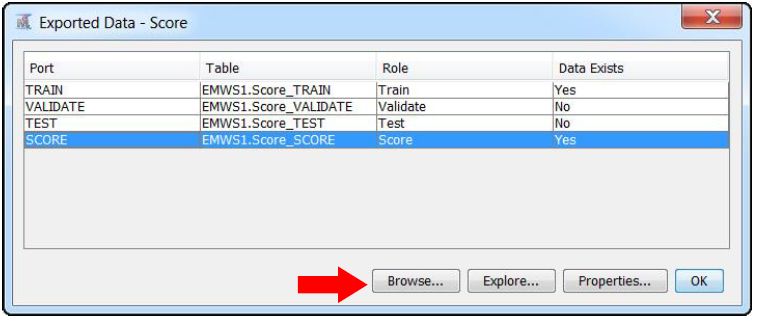 Exported Data - Score
Port Table Role Data Exists
TRAIN EMWS1.Score_TRAIN Train Yes
VALIDATE EMWS1.Score_VALIDATE Validate No
TEST EMWS1.Score_TEST Test No
SCORE EMWS1.Score_SCORE Score Yes
Browse... Explore... Properties... OK